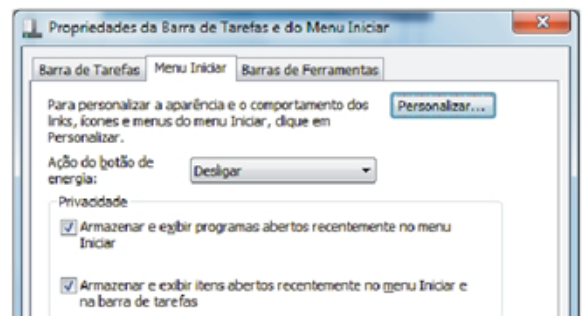 Propriedades da Barra de Tarefas e do Menu Iniciar
Barra de Tarefas Menu Iniciar Barras de Ferramentas
Para personalizar a aparência e o comportamento dos
links, ícones e menus do menu Iniciar, clique em
Personalizar.
Personalizar...
Ação do botão de
energia:
Desligar
Privacidade
Armazenar e exibir programas abertos recentemente no menu
Iniciar
Armazenar e exibir itens abertos recentemente no menu Iniciar e
na barra de tarefas